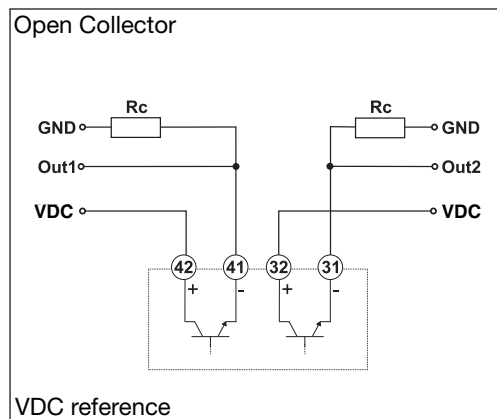 Open Collector
Rc Rc
GND GND
Out1 Out2
VDC VDC
42 41 32 31
+ - + -
VDC reference